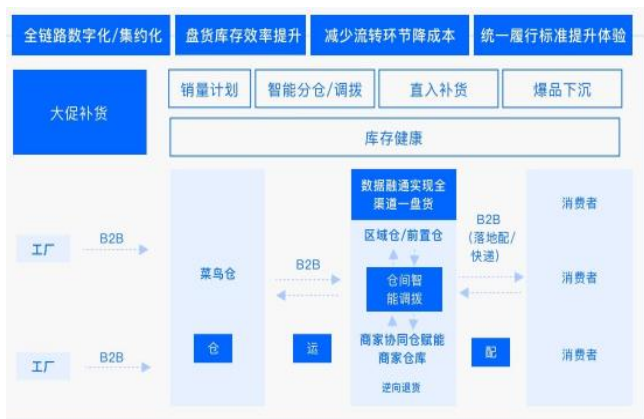 全链路数字化/集约化
盘货库存效率提升
减少流转环节降成本
统一履行标准提升体验
大促补货
销量计划
智能分仓/调拨
直入补货
爆品下沉
库存健康
工厂
B2B
工厂
B2B
菜鸟仓
仓
B2B
运
数据融通实现全
渠道一盘货
区域仓/前置仓
仓间智
能调拨
商家协同仓赋能
商家仓库
逆向退货
B2B
(落地配/
快递)
配
消费者
消费者
消费者